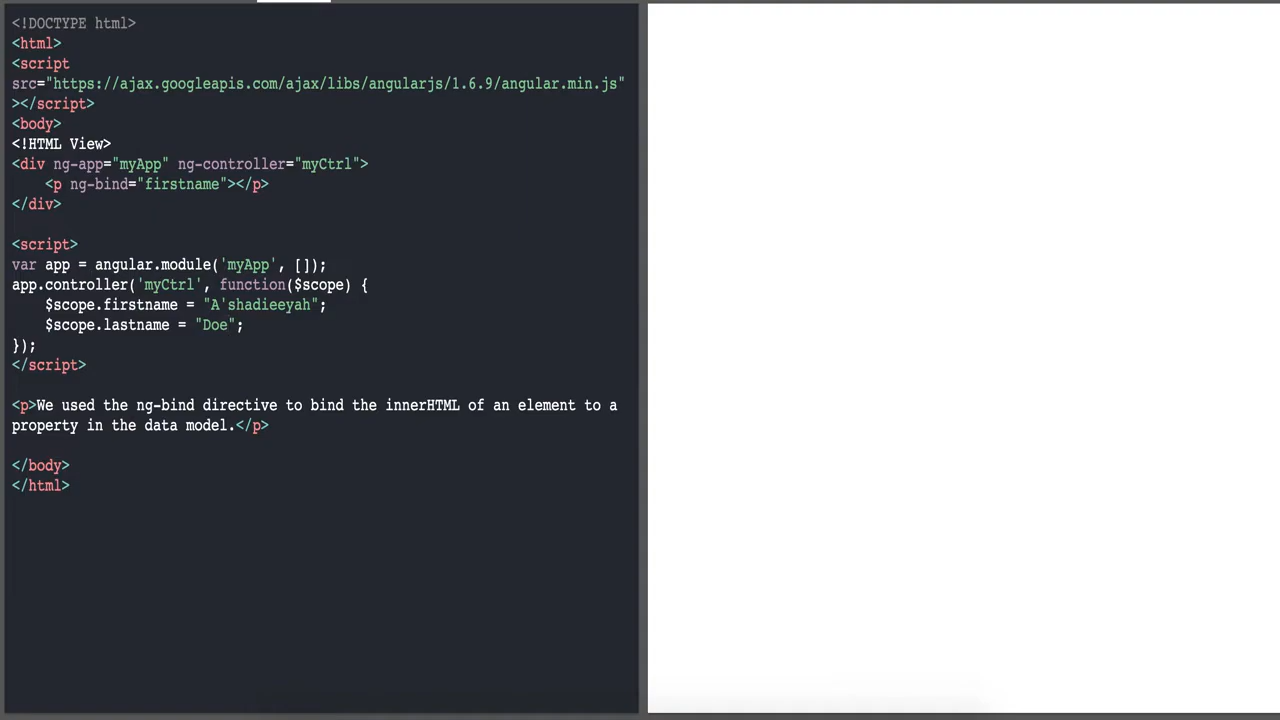 <!DOCTYPE html>
<html>
<script
src="https://ajax.googleapis.com/ajax/libs/angularjs/1.6.9/angular.min.js"
></script>
<body>
<!HTML View>
<div ng-app="myApp" ng-controller="myCtrl">
    <p ng-bind="firstname"></p>
</div>

<script>
var app = angular.module('myApp', []);
app.controller('myCtrl', function($scope) {
    $scope.firstname = "A'shadieeyah";
    $scope.lastname = "Doe";
});
</script>

<p>We used the ng-bind directive to bind the innerHTML of an element to a
property in the data model.</p>

</body>
</html>